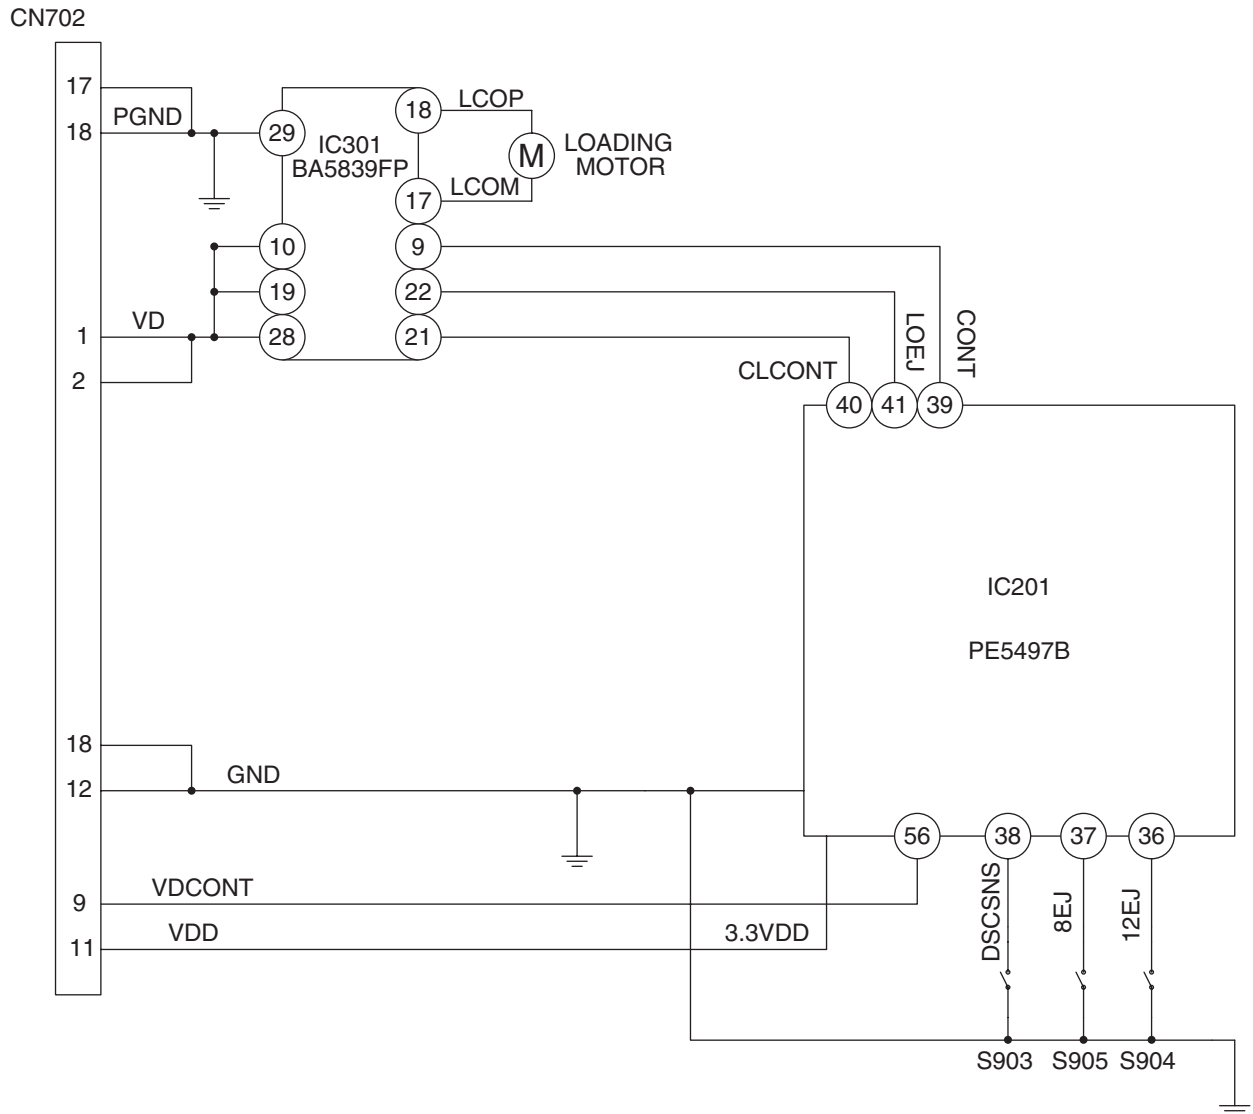 CN702
17
PGND
18
29
IC301
BA5839FP
18
LCOP
M
LOADING
MOTOR
LCOM
17
10
9
19
22
1
VD
28
21
2
CLCONT
LOEJ
CONT
40
41
39
IC201
PE5497B
18
12
GND
56
38
37
36
9
VDCONT
11
VDD
3.3VDD
DSCSNS
8EJ
12EJ
S903
S905
S904